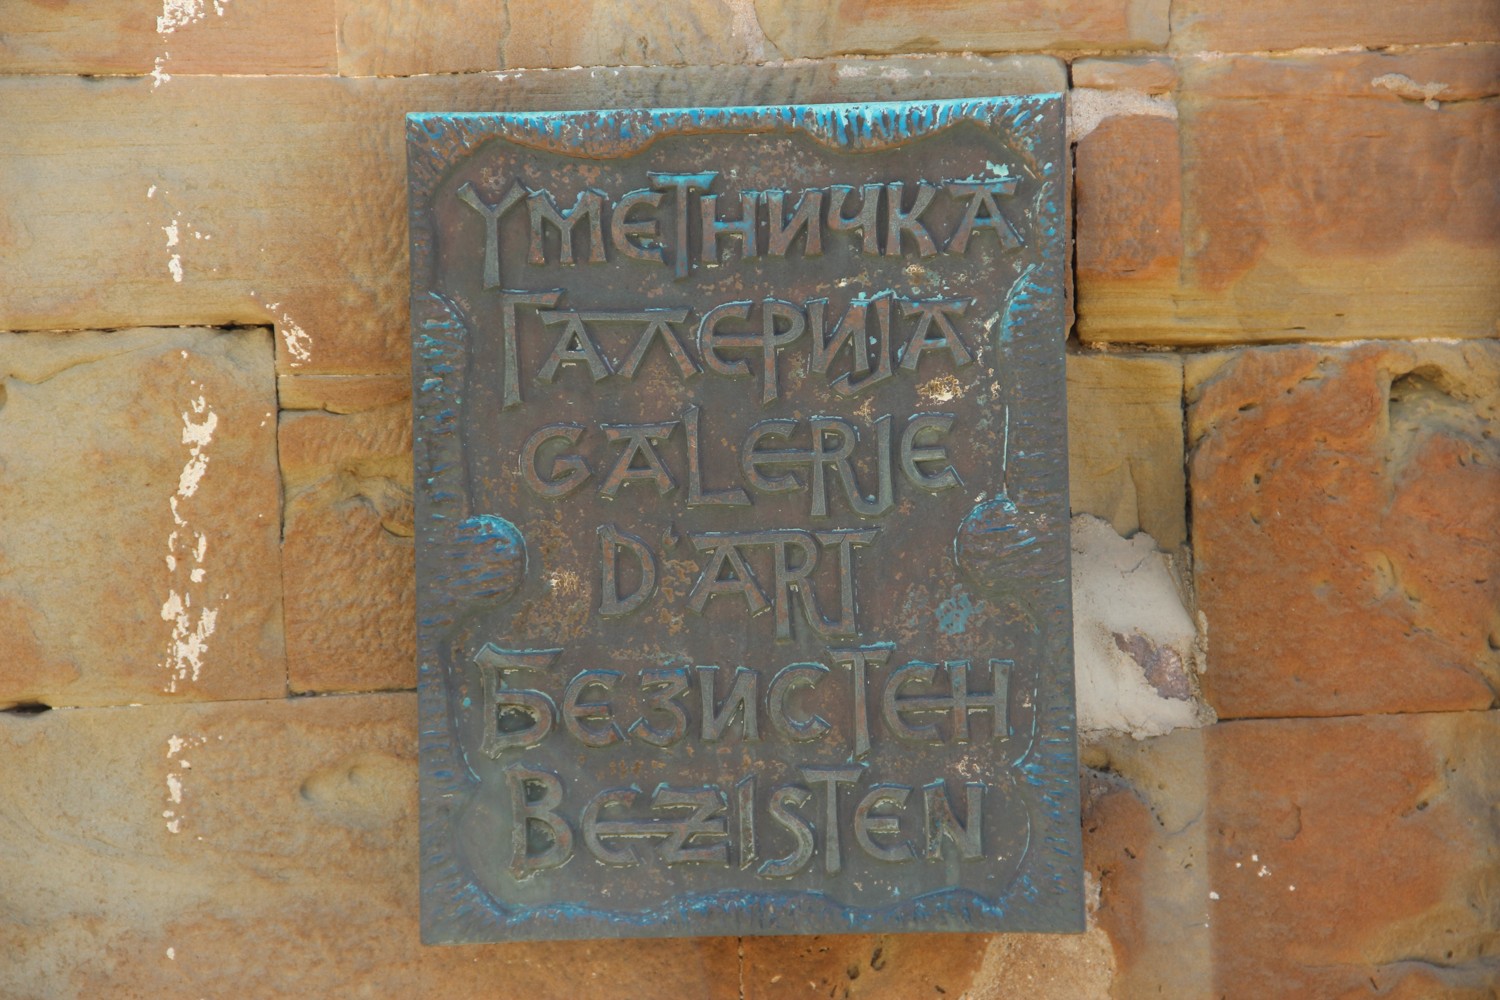 УМЕТНИЧКА
ГАЛЕРИЈА
GALERIE
D'ART
БЕЗИСТЕН
BEZISTEN